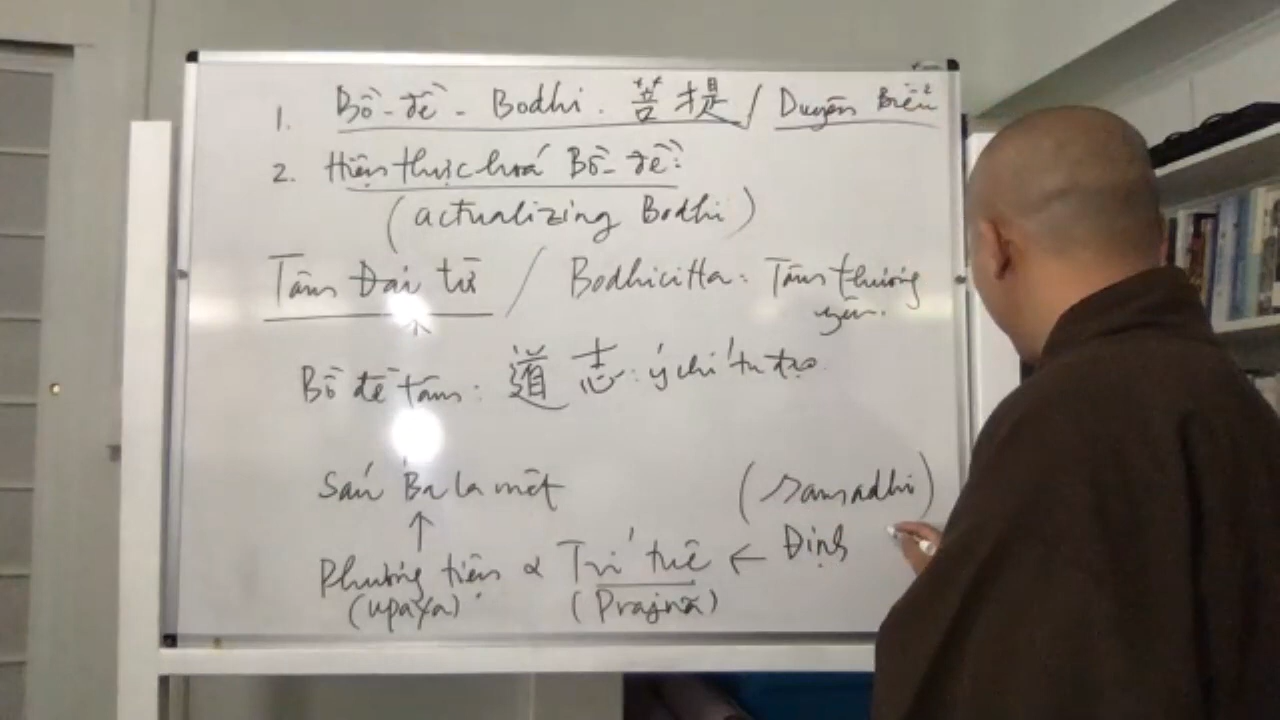 1. Bồ-đề - Bodhi. 菩提 / Duyên Biến²
2. Hiện thực hoá Bồ-đề:
(actualizing Bodhi)
Tâm Đại từ / Bodhicitta: Tâm thương
yêu.
Bồ đề tâm: 道志: ý chí tu đạo.
Sáu Ba la mật
(samadhi)
↑ Định
Phương tiện & Trí tuệ ←
(upaya) (Prajnā)